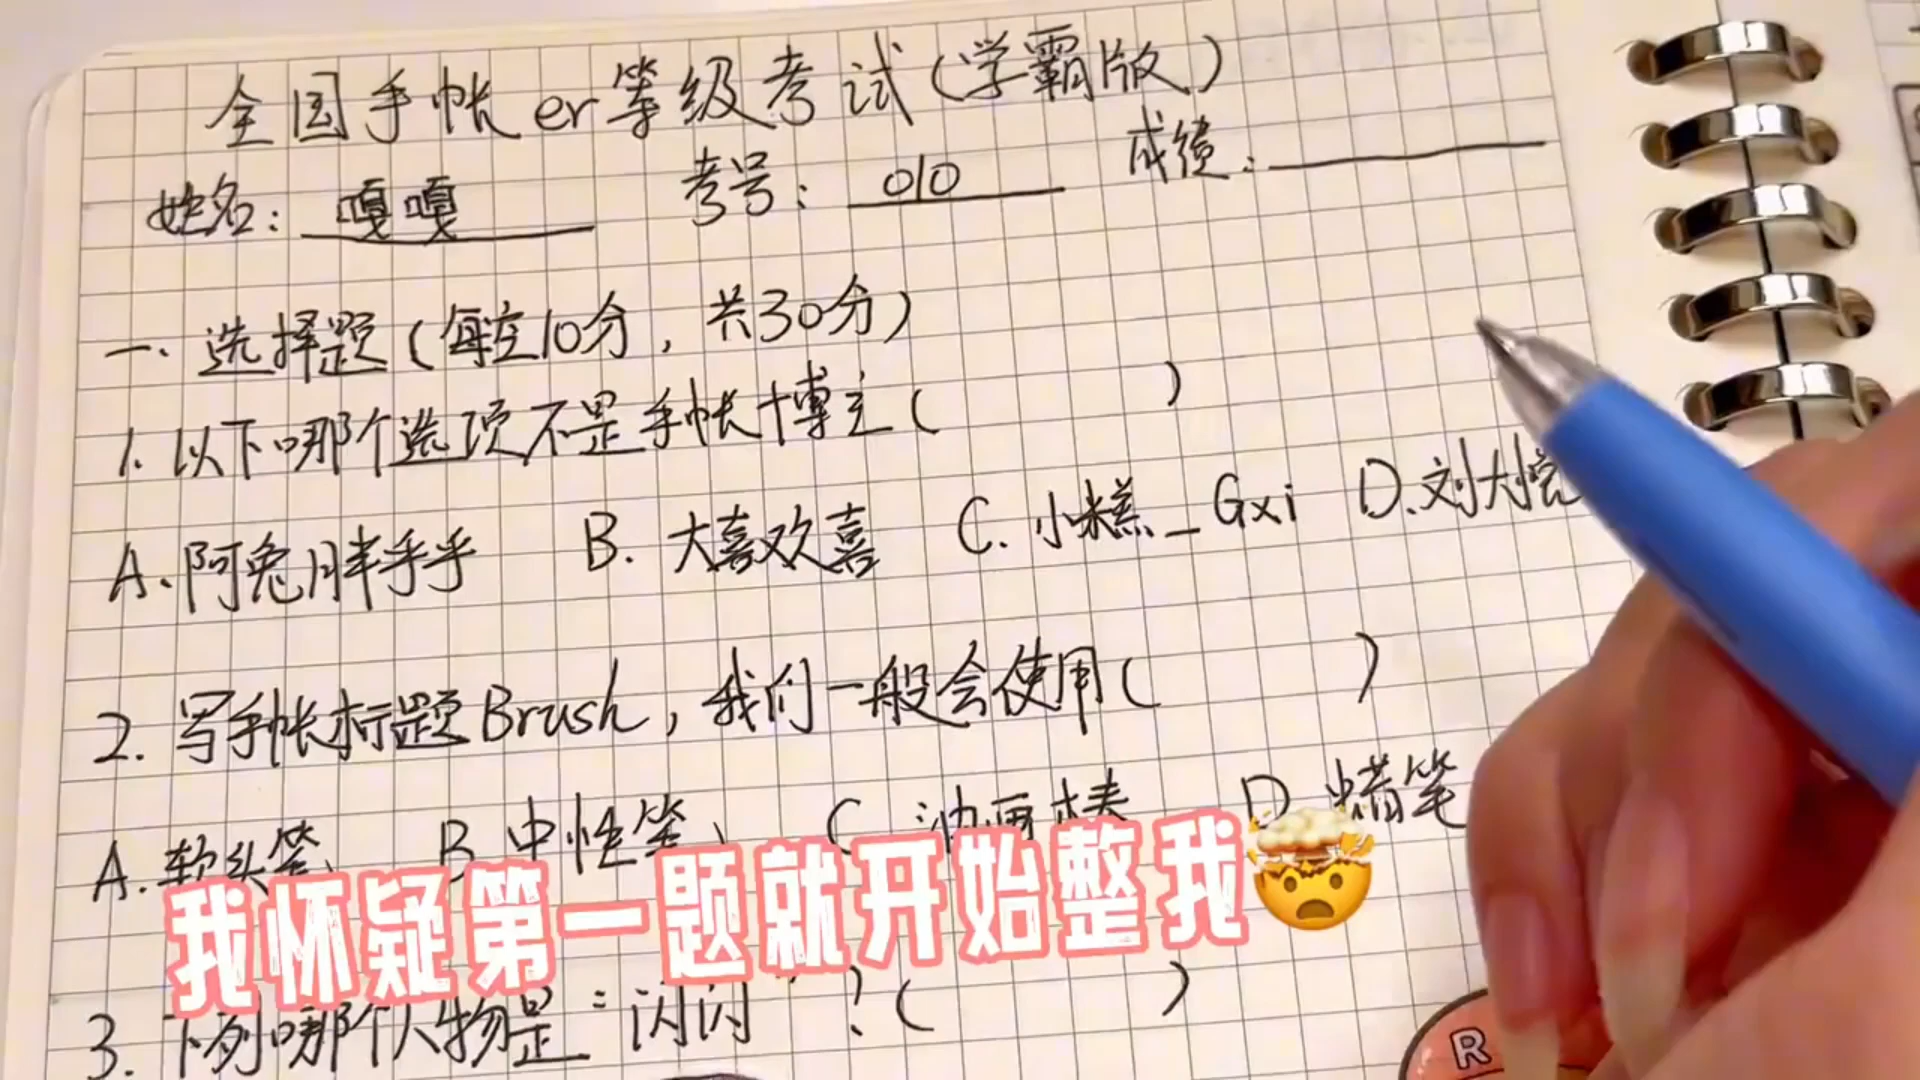 全国手帐er等级考试(学霸版)
姓名: 嘎嘎 考号: 010 成绩:
一. 选择题(每空10分,共30分)
1. 以下哪个选项不是手帐博主( )
A. 阿兔胖乎乎 B. 大喜欢喜 C. 小糕_Gxi D. 刘大
2. 写手帐标题Brush,我们一般会使用( )
A. 软头笔、 B 中性笔、 C 油画棒 D 蜡笔
我怀疑第一题就开始整我🤯
3. 下列哪个人物是“闪闪”?( )
R